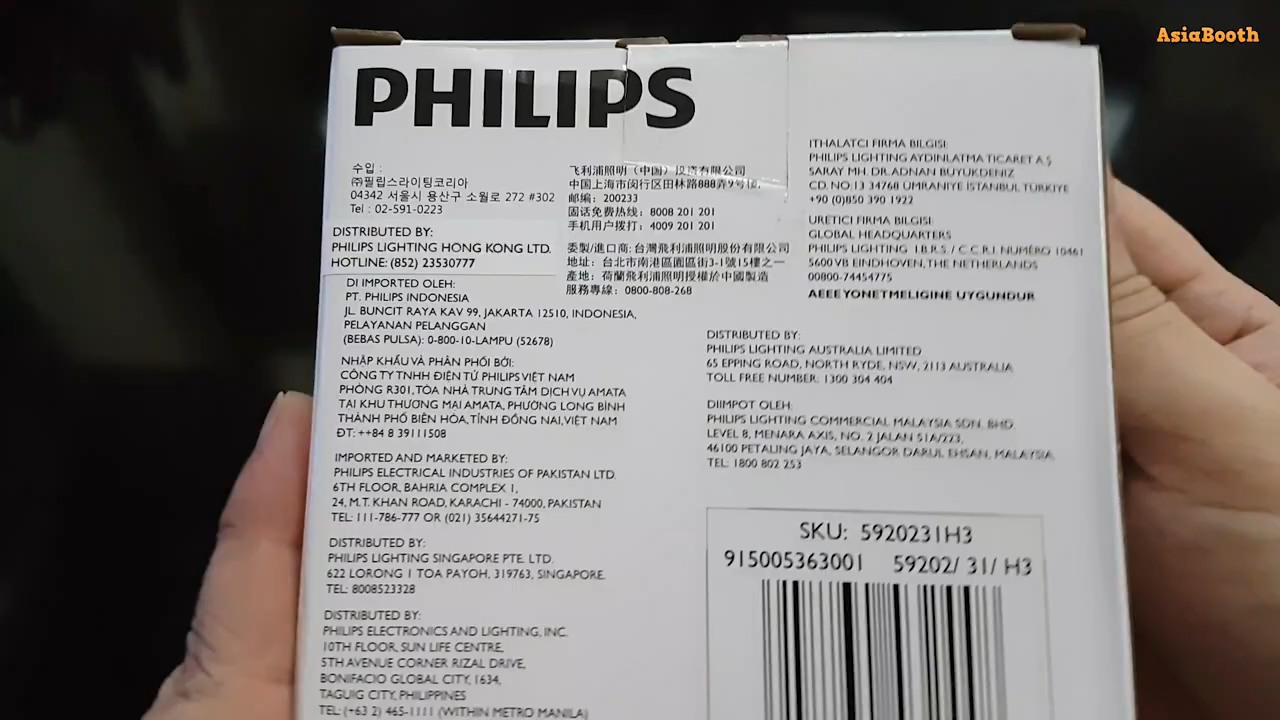 AsiaBooth
PHILIPS
수입 :
㈜필립스라이팅코리아
04342 서울시 용산구 소월로 272 #302
Tel : 02-591-0223
DISTRIBUTED BY:
PHILIPS LIGHTING HONG KONG LTD.
HOTLINE: (852) 23530777
DI IMPORTED OLEH:
PT. PHILIPS INDONESIA
JL. BUNCIT RAYA KAV 99, JAKARTA 12510, INDONESIA,
PELAYANAN PELANGGAN
(BEBAS PULSA): 0-800-10-LAMPU (52678)
NHẬP KHẨU VÀ PHÂN PHỐI BỞI:
CÔNG TY TNHH ĐIỆN TỬ PHILIPS VIỆT NAM
PHÒNG R301, TÒA NHÀ TRUNG TÂM DỊCH VỤ AMATA
TẠI KHU THƯƠNG MẠI AMATA, PHƯỜNG LONG BÌNH
THÀNH PHỐ BIÊN HÒA, TỈNH ĐỒNG NAI, VIỆT NAM
ĐT: ++84 8 39111508
IMPORTED AND MARKETED BY:
PHILIPS ELECTRICAL INDUSTRIES OF PAKISTAN LTD.
6TH FLOOR, BAHRIA COMPLEX 1,
24, M.T. KHAN ROAD, KARACHI - 74000, PAKISTAN
TEL: 111-786-777 OR (021) 35644271-75
DISTRIBUTED BY:
PHILIPS LIGHTING SINGAPORE PTE. LTD.
622 LORONG 1 TOA PAYOH, 319763, SINGAPORE.
TEL: 8008523328
DISTRIBUTED BY:
PHILIPS ELECTRONICS AND LIGHTING, INC.
10TH FLOOR, SUN LIFE CENTRE,
5TH AVENUE CORNER RIZAL DRIVE,
BONIFACIO GLOBAL CITY, 1634,
TAGUIG CITY, PHILIPPINES
TEL: (+63 2) 465-1111 (WITHIN METRO MANILA)
飞利浦照明（中国）投资有限公司
中国上海市闵行区田林路888弄9号楼,
邮编：200233
固话免费热线：8008 201 201
手机用户拨打：4009 201 201
委製/進口商: 台灣飛利浦照明股份有限公司
地址：台北市南港區園區街3-1號15樓之一
產地：荷蘭飛利浦照明授權於中國製造
服務專線：0800-808-268
ITHALATCI FIRMA BILGISI:
PHILIPS LIGHTING AYDINLATMA TICARET A.Ş
SARAY MH. DR. ADNAN BÜYÜKDENIZ
CD. NO:13 34768 ÜMRANIYE ISTANBUL TÜRKIYE
+90 (0)850 390 1922
URETICI FIRMA BILGISI:
GLOBAL HEADQUARTERS
PHILIPS LIGHTING I.B.R.S / C.C.R.I. NUMÉRO 10461
5600 VB EINDHOVEN, THE NETHERLANDS
00800-74454775
AEEE YONETMELIGINE UYGUNDUR
DISTRIBUTED BY:
PHILIPS LIGHTING AUSTRALIA LIMITED
65 EPPING ROAD, NORTH RYDE, NSW, 2113 AUSTRALIA
TOLL FREE NUMBER: 1300 304 404
DIIMPOT OLEH:
PHILIPS LIGHTING COMMERCIAL MALAYSIA SDN. BHD.
LEVEL 8, MENARA AXIS, NO. 2 JALAN 51A/223,
46100 PETALING JAYA, SELANGOR DARUL EHSAN, MALAYSIA.
TEL: 1800 802 253
SKU: 5920231H3
915005363001 59202/ 31/ H3